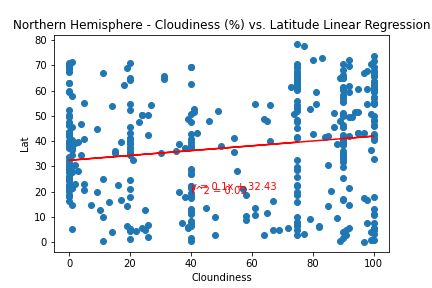 Northern Hemisphere - Cloudiness (%) vs. Latitude Linear Regression
80
70
60
50
40
30
20
10
0
Lat
y = 0.1x + 32.43
0 20 40 60 80 100
Cloudiness